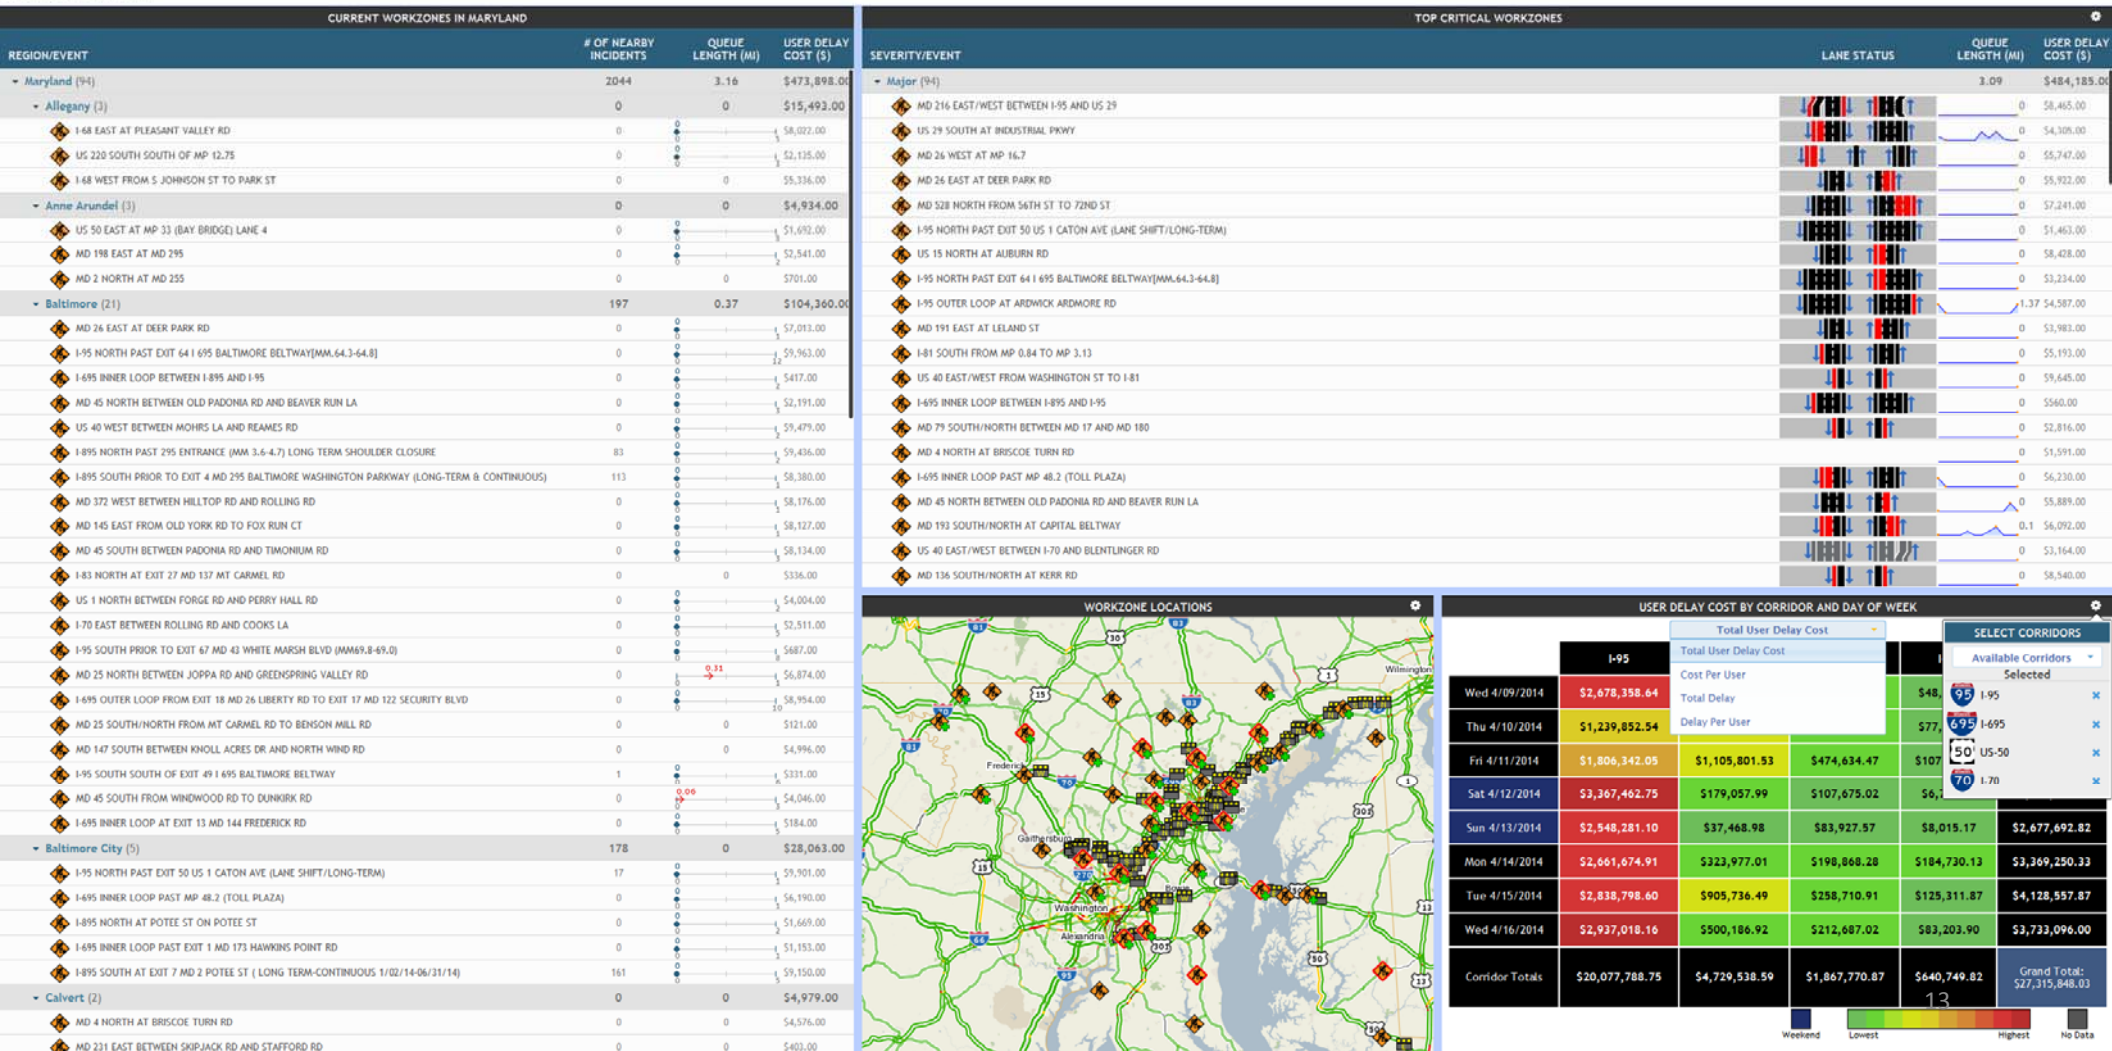 CURRENT WORKZONES IN MARYLAND
REGION/EVENT # OF NEARBY INCIDENTS QUEUE LENGTH (MI) USER DELAY COST ($)
Maryland (94) 2044 3.16 $473,898.00
Allegany (3) 0 0 $15,493.00
I-68 EAST AT PLEASANT VALLEY RD 0 $8,022.00
US 220 SOUTH SOUTH OF MP 12.75 0 $2,135.00
I-68 WEST FROM S JOHNSON ST TO PARK ST 0 0 $5,336.00
Anne Arundel (3) 0 0 $4,934.00
US 50 EAST AT MP 33 (BAY BRIDGE) LANE 4 0 $1,692.00
MD 198 EAST AT MD 295 0 $2,541.00
MD 2 NORTH AT MD 255 0 0 $701.00
Baltimore (21) 197 0.37 $104,360.00
MD 26 EAST AT DEER PARK RD 0 $7,013.00
I-95 NORTH PAST EXIT 64 I 695 BALTIMORE BELTWAY[MM.64.3-64.8] 0 $9,963.00
I-695 INNER LOOP BETWEEN I-895 AND I-95 0 $417.00
MD 45 NORTH BETWEEN OLD PADONIA RD AND BEAVER RUN LA 0 $2,191.00
US 40 WEST BETWEEN MOHRS LA AND REAMES RD 0 $9,479.00
I-895 NORTH PAST 295 ENTRANCE (MM 3.6-4.7) LONG TERM SHOULDER CLOSURE 83 $9,436.00
I-895 SOUTH PRIOR TO EXIT 4 MD 295 BALTIMORE WASHINGTON PARKWAY (LONG-TERM & CONTINUOUS) 113 $8,380.00
MD 372 WEST BETWEEN HILLTOP RD AND ROLLING RD 0 $8,176.00
MD 145 EAST FROM OLD YORK RD TO FOX RUN CT 0 $8,127.00
MD 45 SOUTH BETWEEN PADONIA RD AND TIMONIUM RD 0 $8,134.00
I-83 NORTH AT EXIT 27 MD 137 MT CARMEL RD 0 0 $336.00
US 1 NORTH BETWEEN FORGE RD AND PERRY HALL RD 0 $4,004.00
I-70 EAST BETWEEN ROLLING RD AND COOKS LA 0 $2,511.00
I-95 SOUTH PRIOR TO EXIT 67 MD 43 WHITE MARSH BLVD (MM69.8-69.0) 0 $687.00
MD 25 NORTH BETWEEN JOPPA RD AND GREENSPRING VALLEY RD 0 0.31 $6,874.00
I-695 OUTER LOOP FROM EXIT 18 MD 26 LIBERTY RD TO EXIT 17 MD 122 SECURITY BLVD 0 $8,954.00
MD 25 SOUTH/NORTH FROM MT CARMEL RD TO BENSON MILL RD 0 0 $121.00
MD 147 SOUTH BETWEEN KNOLL ACRES DR AND NORTH WIND RD 0 0 $4,996.00
I-95 SOUTH SOUTH OF EXIT 49 I 695 BALTIMORE BELTWAY 1 $331.00
MD 45 SOUTH FROM WINDWOOD RD TO DUNKIRK RD 0 0.06 $4,046.00
I-695 INNER LOOP AT EXIT 13 MD 144 FREDERICK RD 0 $184.00
Baltimore City (5) 178 0 $28,063.00
I-95 NORTH PAST EXIT 50 US 1 CATON AVE (LANE SHIFT/LONG-TERM) 17 $9,901.00
I-695 INNER LOOP PAST MP 48.2 (TOLL PLAZA) 0 $6,190.00
I-895 NORTH AT POTEE ST ON POTEE ST 0 $1,669.00
I-695 INNER LOOP PAST EXIT 1 MD 173 HAWKINS POINT RD 0 $1,153.00
I-895 SOUTH AT EXIT 7 MD 2 POTEE ST ( LONG TERM-CONTINUOUS 1/02/14-06/31/14) 161 $9,150.00
Calvert (2) 0 0 $4,979.00
MD 4 NORTH AT BRISCOE TURN RD 0 0 $4,576.00
MD 231 EAST BETWEEN SKIPJACK RD AND STAFFORD RD 0 0 $403.00
TOP CRITICAL WORKZONES
SEVERITY/EVENT LANE STATUS QUEUE LENGTH (MI) USER DELAY COST ($)
Major (94) 3.09 $484,185.00
MD 216 EAST/WEST BETWEEN I-95 AND US 29 0 $8,465.00
US 29 SOUTH AT INDUSTRIAL PKWY 0 $4,305.00
MD 26 WEST AT MP 16.7 0 $5,747.00
MD 26 EAST AT DEER PARK RD 0 $5,922.00
MD 528 NORTH FROM 56TH ST TO 72ND ST 0 $7,241.00
I-95 NORTH PAST EXIT 50 US 1 CATON AVE (LANE SHIFT/LONG-TERM) 0 $1,463.00
US 15 NORTH AT AUBURN RD 0 $8,428.00
I-95 NORTH PAST EXIT 64 I 695 BALTIMORE BELTWAY[MM.64.3-64.8] 0 $3,234.00
I-95 OUTER LOOP AT ARDWICK ARDMORE RD 1.37 $4,587.00
MD 191 EAST AT LELAND ST 0 $3,983.00
I-81 SOUTH FROM MP 0.84 TO MP 3.13 0 $5,193.00
US 40 EAST/WEST FROM WASHINGTON ST TO I-81 0 $9,645.00
I-695 INNER LOOP BETWEEN I-895 AND I-95 0 $560.00
MD 79 SOUTH/NORTH BETWEEN MD 17 AND MD 180 0 $2,816.00
MD 4 NORTH AT BRISCOE TURN RD 0 $1,591.00
I-695 INNER LOOP PAST MP 48.2 (TOLL PLAZA) 0 $6,230.00
MD 45 NORTH BETWEEN OLD PADONIA RD AND BEAVER RUN LA 0 $5,889.00
MD 193 SOUTH/NORTH AT CAPITAL BELTWAY 0.1 $6,092.00
US 40 EAST/WEST BETWEEN I-70 AND BLENTLINGER RD 0 $3,164.00
MD 136 SOUTH/NORTH AT KERR RD 0 $8,540.00
WORKZONE LOCATIONS
81 30 83
Wilmington
1
15 83
70
81
Frederick
70
1
301
Gaithersburg
15
270
Bowie
Washington
13
Alexandria
301
66
50
95
13
50
USER DELAY COST BY CORRIDOR AND DAY OF WEEK
Total User Delay Cost
Total User Delay Cost
Cost Per User
Total Delay
Delay Per User
SELECT CORRIDORS
Available Corridors
Selected
95 I-95
695 I-695
50 US-50
70 I-70
I-95
Wed 4/09/2014 $2,678,358.64 $48,
Thu 4/10/2014 $1,239,852.54 $77,
Fri 4/11/2014 $1,806,342.05 $1,105,801.53 $474,634.47 $107
Sat 4/12/2014 $3,367,462.75 $179,057.99 $107,675.02 $6,
Sun 4/13/2014 $2,548,281.10 $37,468.98 $83,927.57 $8,015.17 $2,677,692.82
Mon 4/14/2014 $2,661,674.91 $323,977.01 $198,868.28 $184,730.13 $3,369,250.33
Tue 4/15/2014 $2,838,798.60 $905,736.49 $258,710.91 $125,311.87 $4,128,557.87
Wed 4/16/2014 $2,937,018.16 $500,186.92 $212,687.02 $83,203.90 $3,733,096.00
Corridor Totals $20,077,788.75 $4,729,538.59 $1,867,770.87 $640,749.82 Grand Total: $27,315,848.03
13
Weekend Lowest Highest No Data